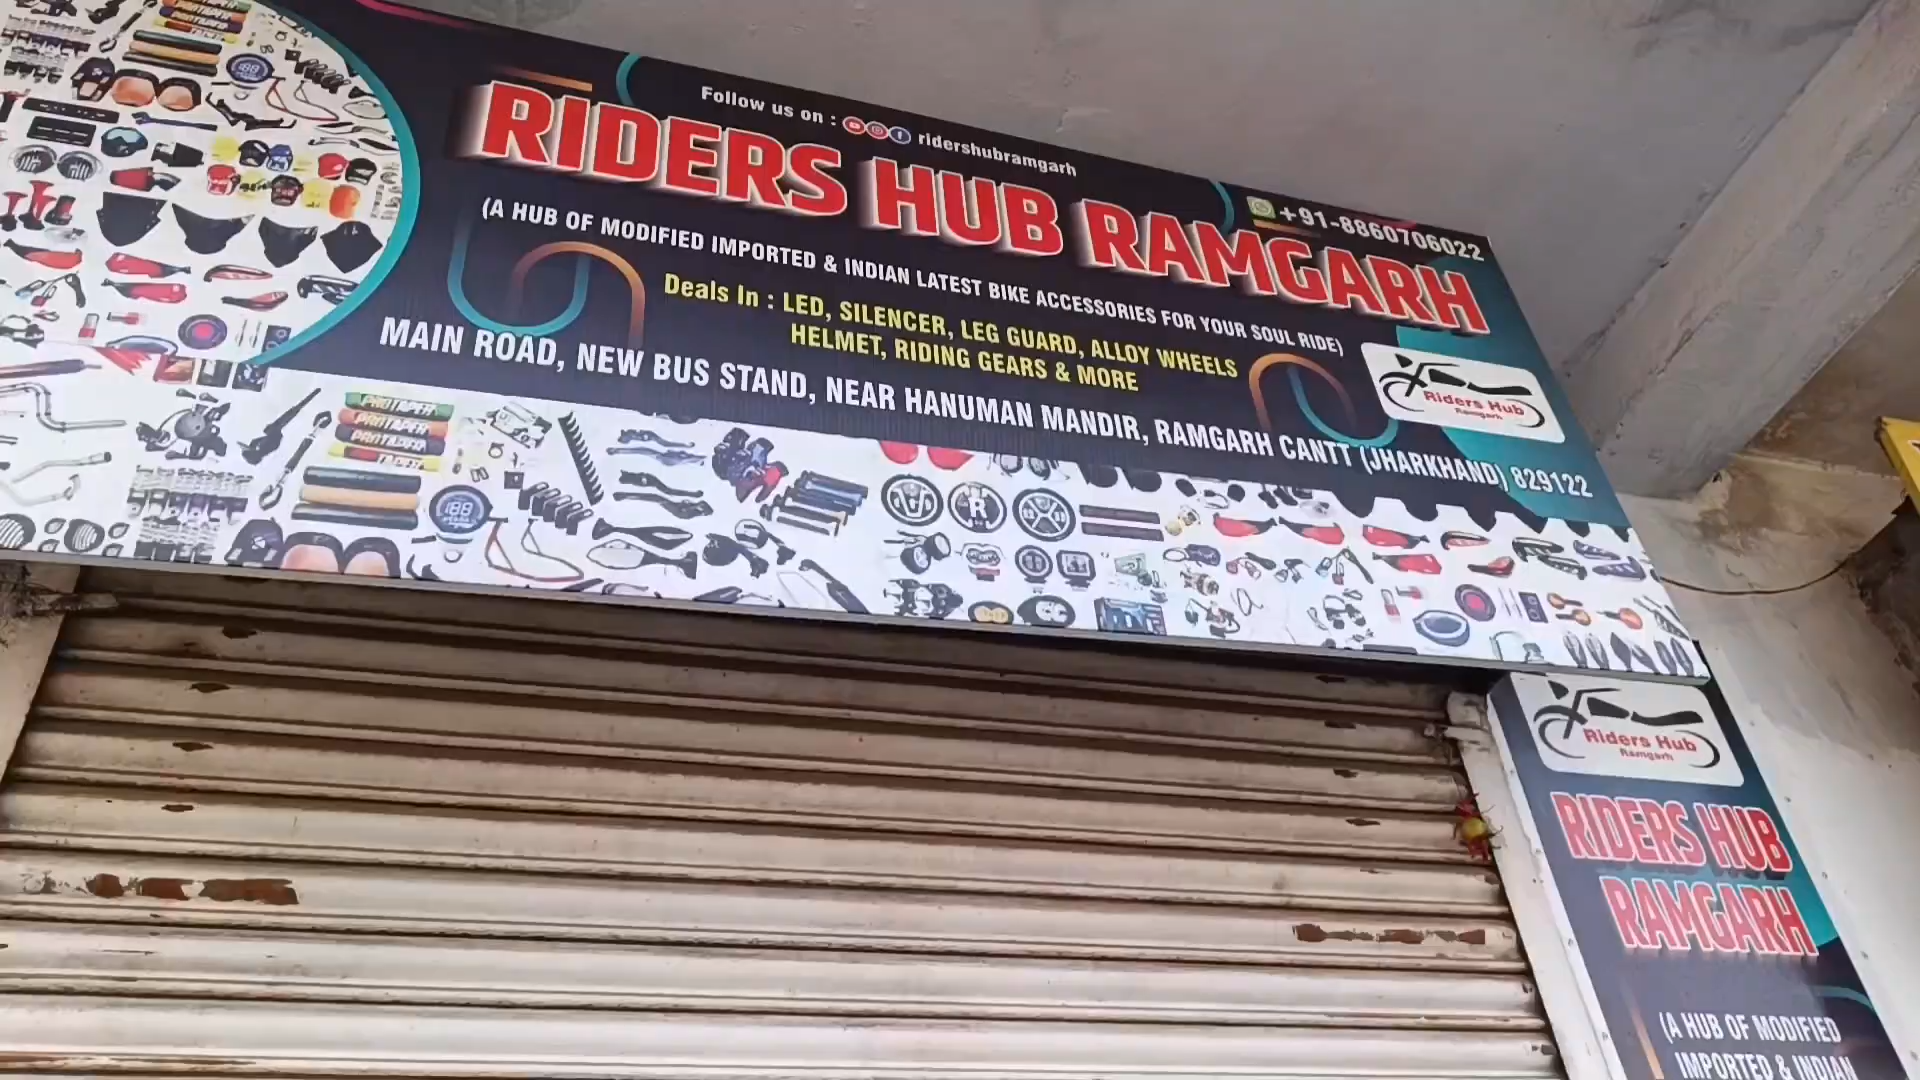 Follow us on : ridershubramgarh
RIDERS HUB RAMGARH
+91-8860706022
(A HUB OF MODIFIED IMPORTED & INDIAN LATEST BIKE ACCESSORIES FOR YOUR SOUL RIDE)
Deals In : LED, SILENCER, LEG GUARD, ALLOY WHEELS
HELMET, RIDING GEARS & MORE
MAIN ROAD, NEW BUS STAND, NEAR HANUMAN MANDIR, RAMGARH CANTT (JHARKHAND) 829122
Riders Hub
Ramgarh
PROTAPER
PROTAPER
PROTAPER
Riders Hub
Ramgarh
RIDERS HUB
RAMGARH
(A HUB OF MODIFIED
IMPORTED & INDIAN